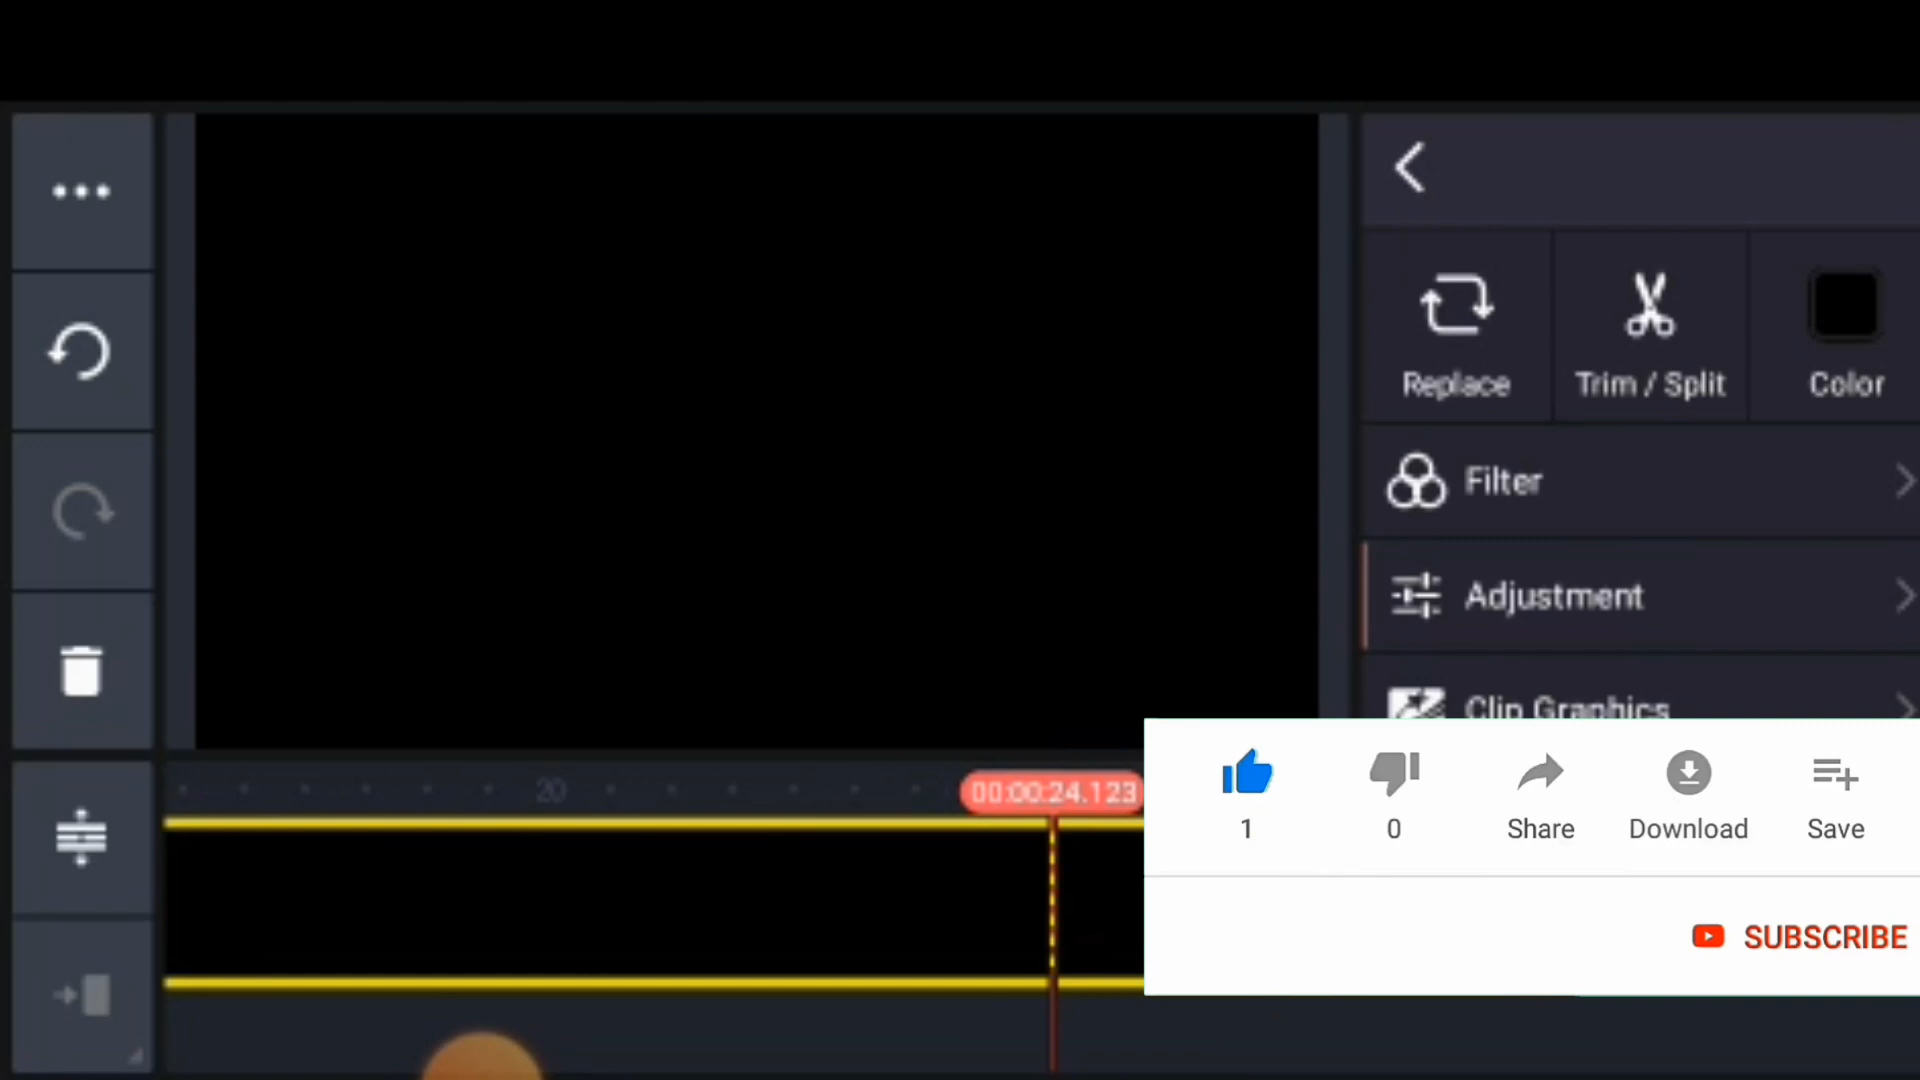 Replace
Trim / Split
Color
Filter
Adjustment
Clip Graphics
20
00:00:24.123
1
0
Share
Download
Save
SUBSCRIBE